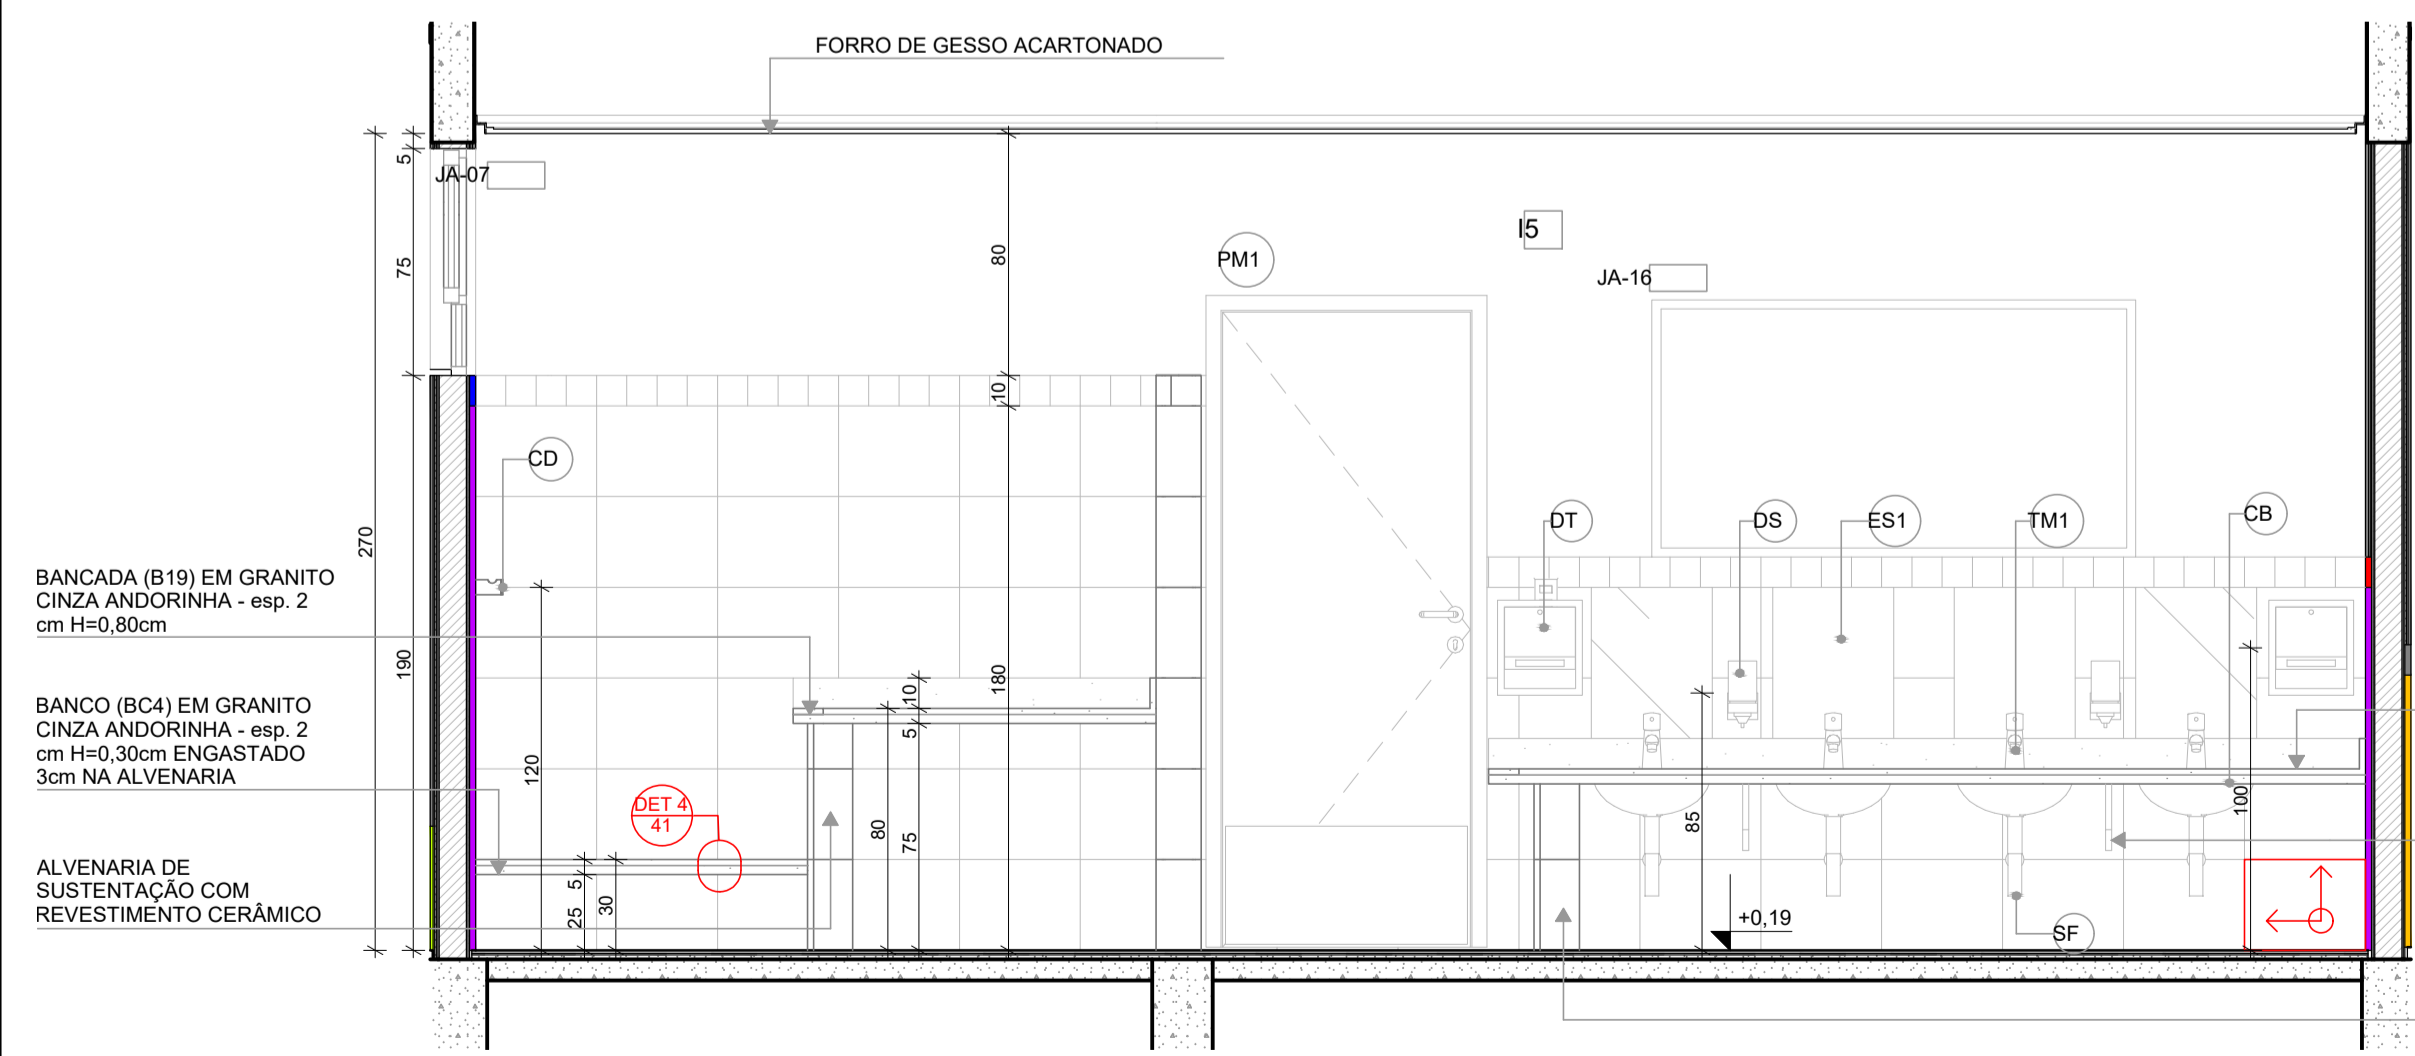 FORRO DE GESSO ACARTONADO
5
JA-07
75
80
I5
PM1
JA-16
10
CD
DT
DS
ES1
TM1
CB
270
BANCADA (B19) EM GRANITO
CINZA ANDORINHA - esp. 2
cm H=0,80cm
190
180
10
5
BANCO (BC4) EM GRANITO
CINZA ANDORINHA - esp. 2
cm H=0,30cm ENGASTADO
3cm NA ALVENARIA
120
DET 4
41
80
75
85
100
ALVENARIA DE
SUSTENTAÇÃO COM
REVESTIMENTO CERÂMICO
5
25
30
+0,19
SF